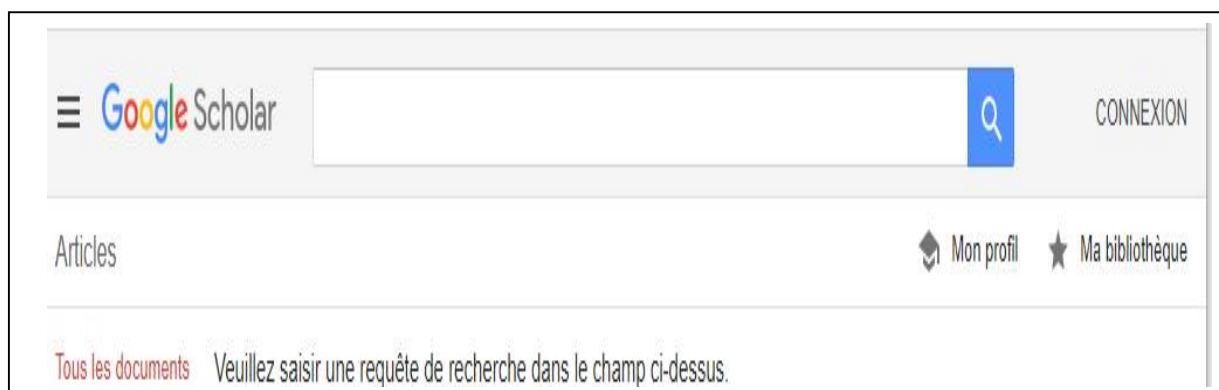 Google Scholar CONNEXION
Articles Mon profil Ma bibliothèque
Tous les documents Veuillez saisir une requête de recherche dans le champ ci-dessus.